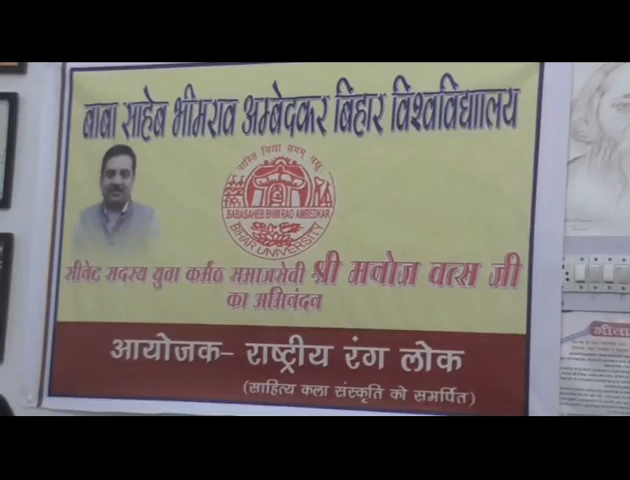 बाबा साहेब भीमराव अम्बेदकर बिहार विश्वविद्यालय
BABASAHEB BHIM RAO AMBEDKAR
BIHAR UNIVERSITY
सीनेट सदस्य युवा कर्मठ समाजसेवी श्री मनोज वत्स जी
का अभिनंदन
आयोजक- राष्ट्रीय रंग लोक
(साहित्य कला संस्कृति को समर्पित)
गीता